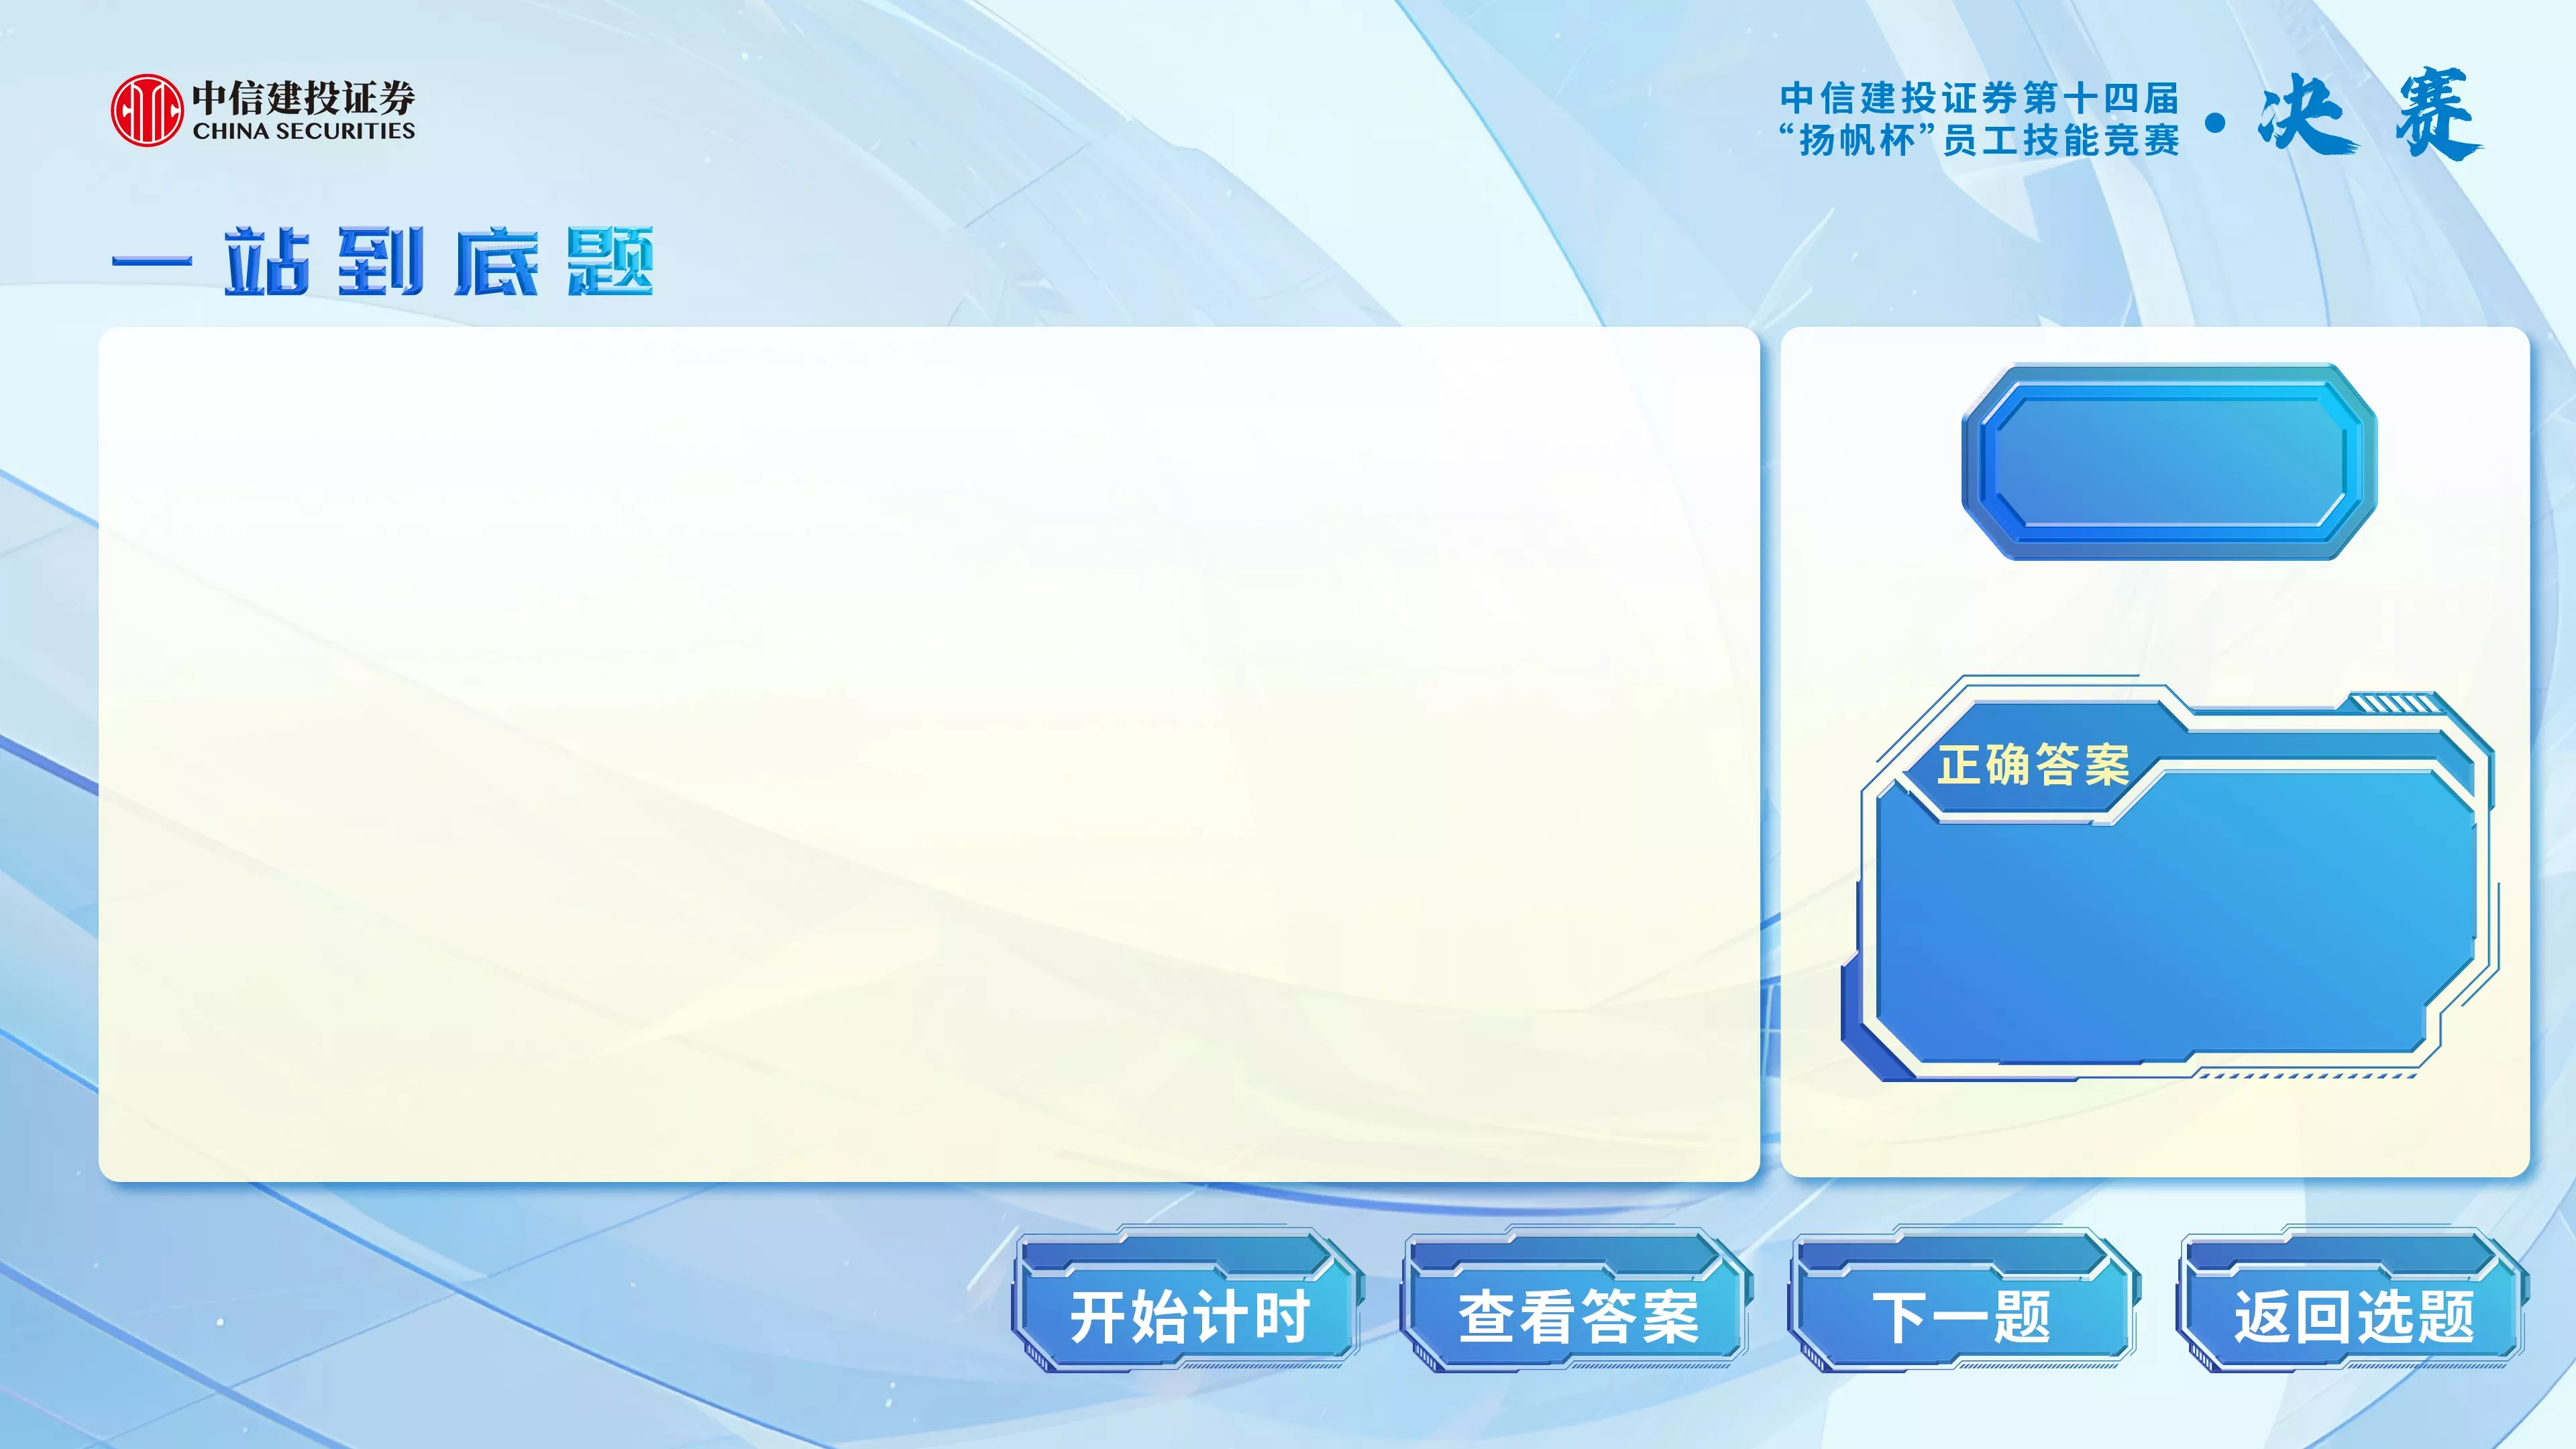 中信建投证券
CHINA SECURITIES
中信建投证券第十四届
“扬帆杯”员工技能竞赛
·决赛
一站到底题
正确答案
开始计时
查看答案
下一题
返回选题